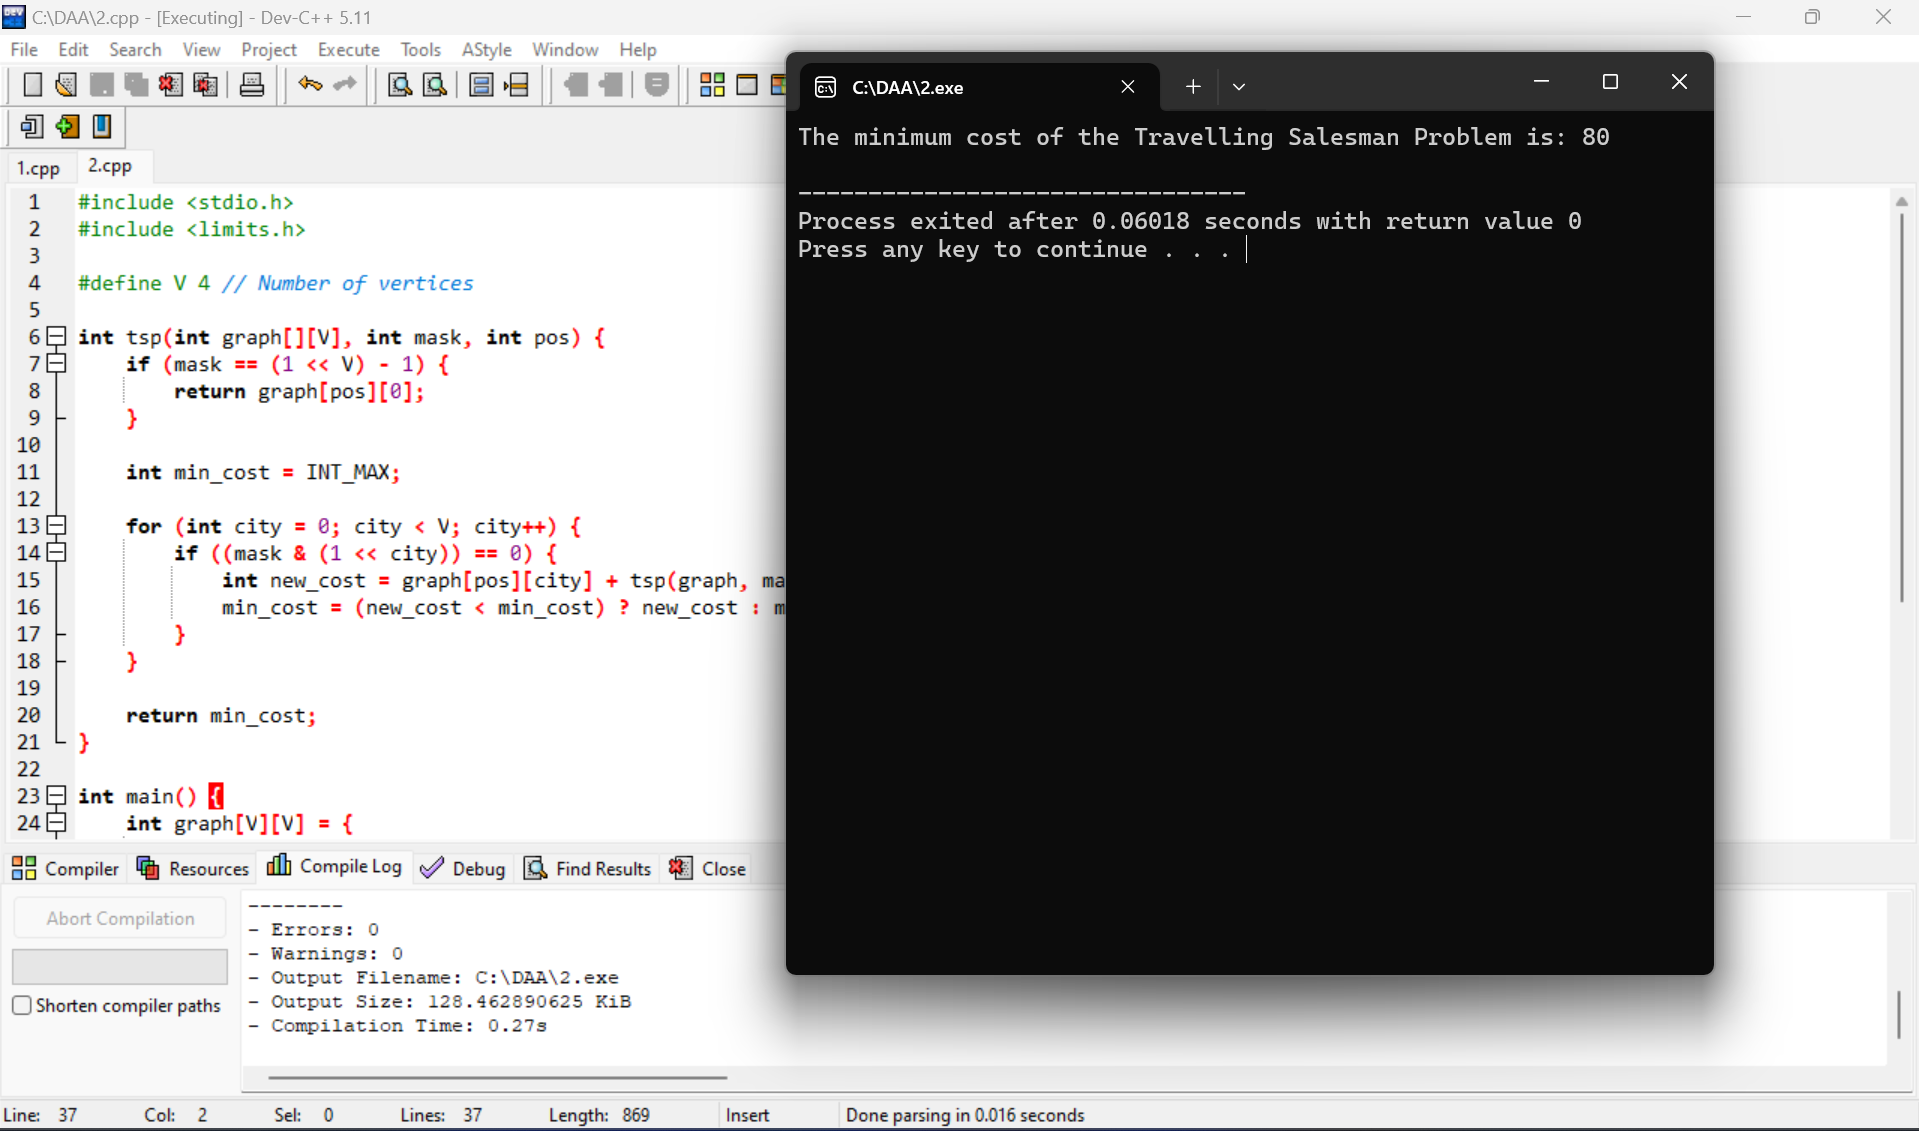 C:\DAA\2.cpp - [Executing] - Dev-C++ 5.11
File Edit Search View Project Execute Tools AStyle Window Help
1.cpp 2.cpp
1 #include <stdio.h>
2 #include <limits.h>
3
4 #define V 4 // Number of vertices
5
6 int tsp(int graph[][V], int mask, int pos) {
7 if (mask == (1 << V) - 1) {
8 return graph[pos][0];
9 }
10
11 int min_cost = INT_MAX;
12
13 for (int city = 0; city < V; city++) {
14 if ((mask & (1 << city)) == 0) {
15 int new_cost = graph[pos][city] + tsp(graph, ma
16 min_cost = (new_cost < min_cost) ? new_cost : m
17 }
18 }
19
20 return min_cost;
21 }
22
23 int main() {
24 int graph[V][V] = {
C:\DAA\2.exe
The minimum cost of the Travelling Salesman Problem is: 80
--------------------------------
Process exited after 0.06018 seconds with return value 0
Press any key to continue . . .
Compiler Resources Compile Log Debug Find Results Close
Abort Compilation
Shorten compiler paths
--------
- Errors: 0
- Warnings: 0
- Output Filename: C:\DAA\2.exe
- Output Size: 128.462890625 KiB
- Compilation Time: 0.27s
Line: 37 Col: 2 Sel: 0 Lines: 37 Length: 869 Insert Done parsing in 0.016 seconds